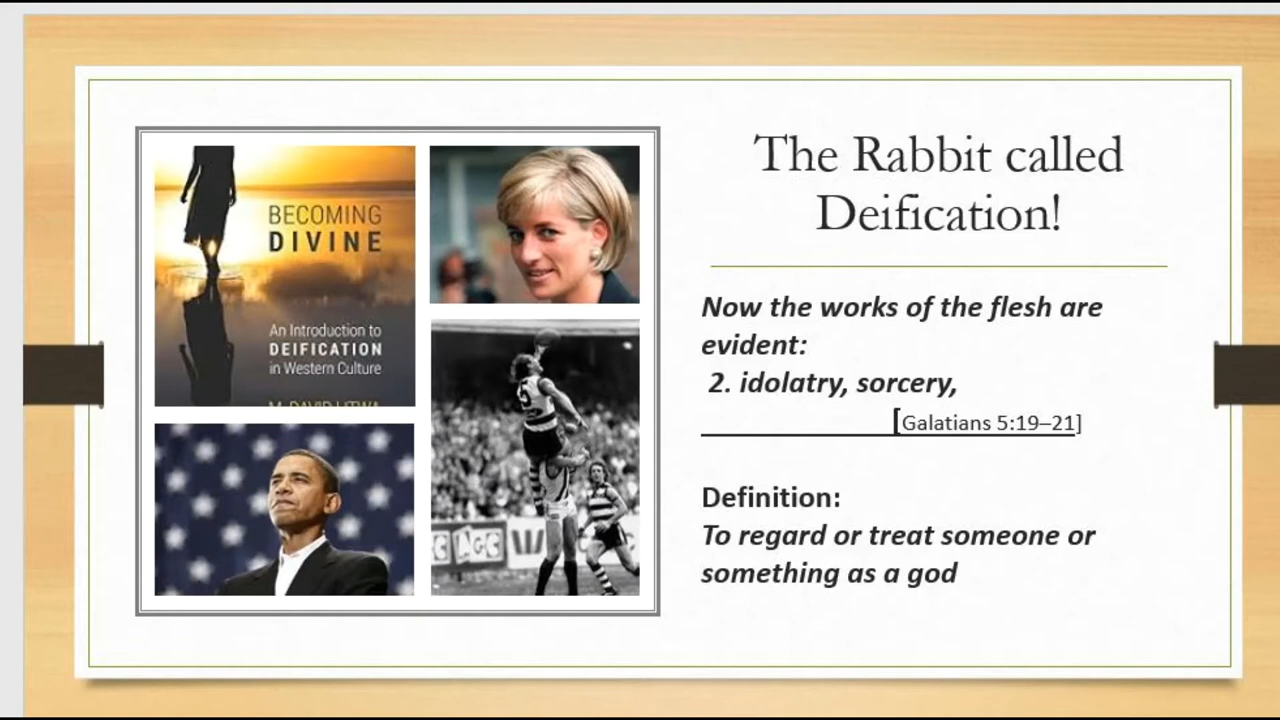 BECOMING
DIVINE
An Introduction to
DEIFICATION
in Western Culture
The Rabbit called
Deification!
Now the works of the flesh are
evident:
2. idolatry, sorcery,
[Galatians 5:19–21]
Definition:
To regard or treat someone or
something as a god